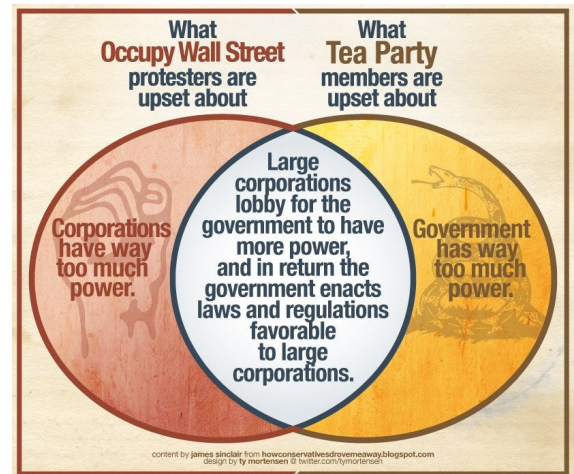 What
Occupy Wall Street
protesters are
upset about
What
Tea Party
members are
upset about
Corporations
have way
too much
power.
Large
corporations
lobby for the
government to have
more power,
and in return the
government enacts
laws and regulations
favorable
to large
corporations.
Government
has way
too much
power.
content by james sinclair from howconservativesdrovemeaway.blogspot.com
design by ty mortensen @ twitter.com/tymortensen